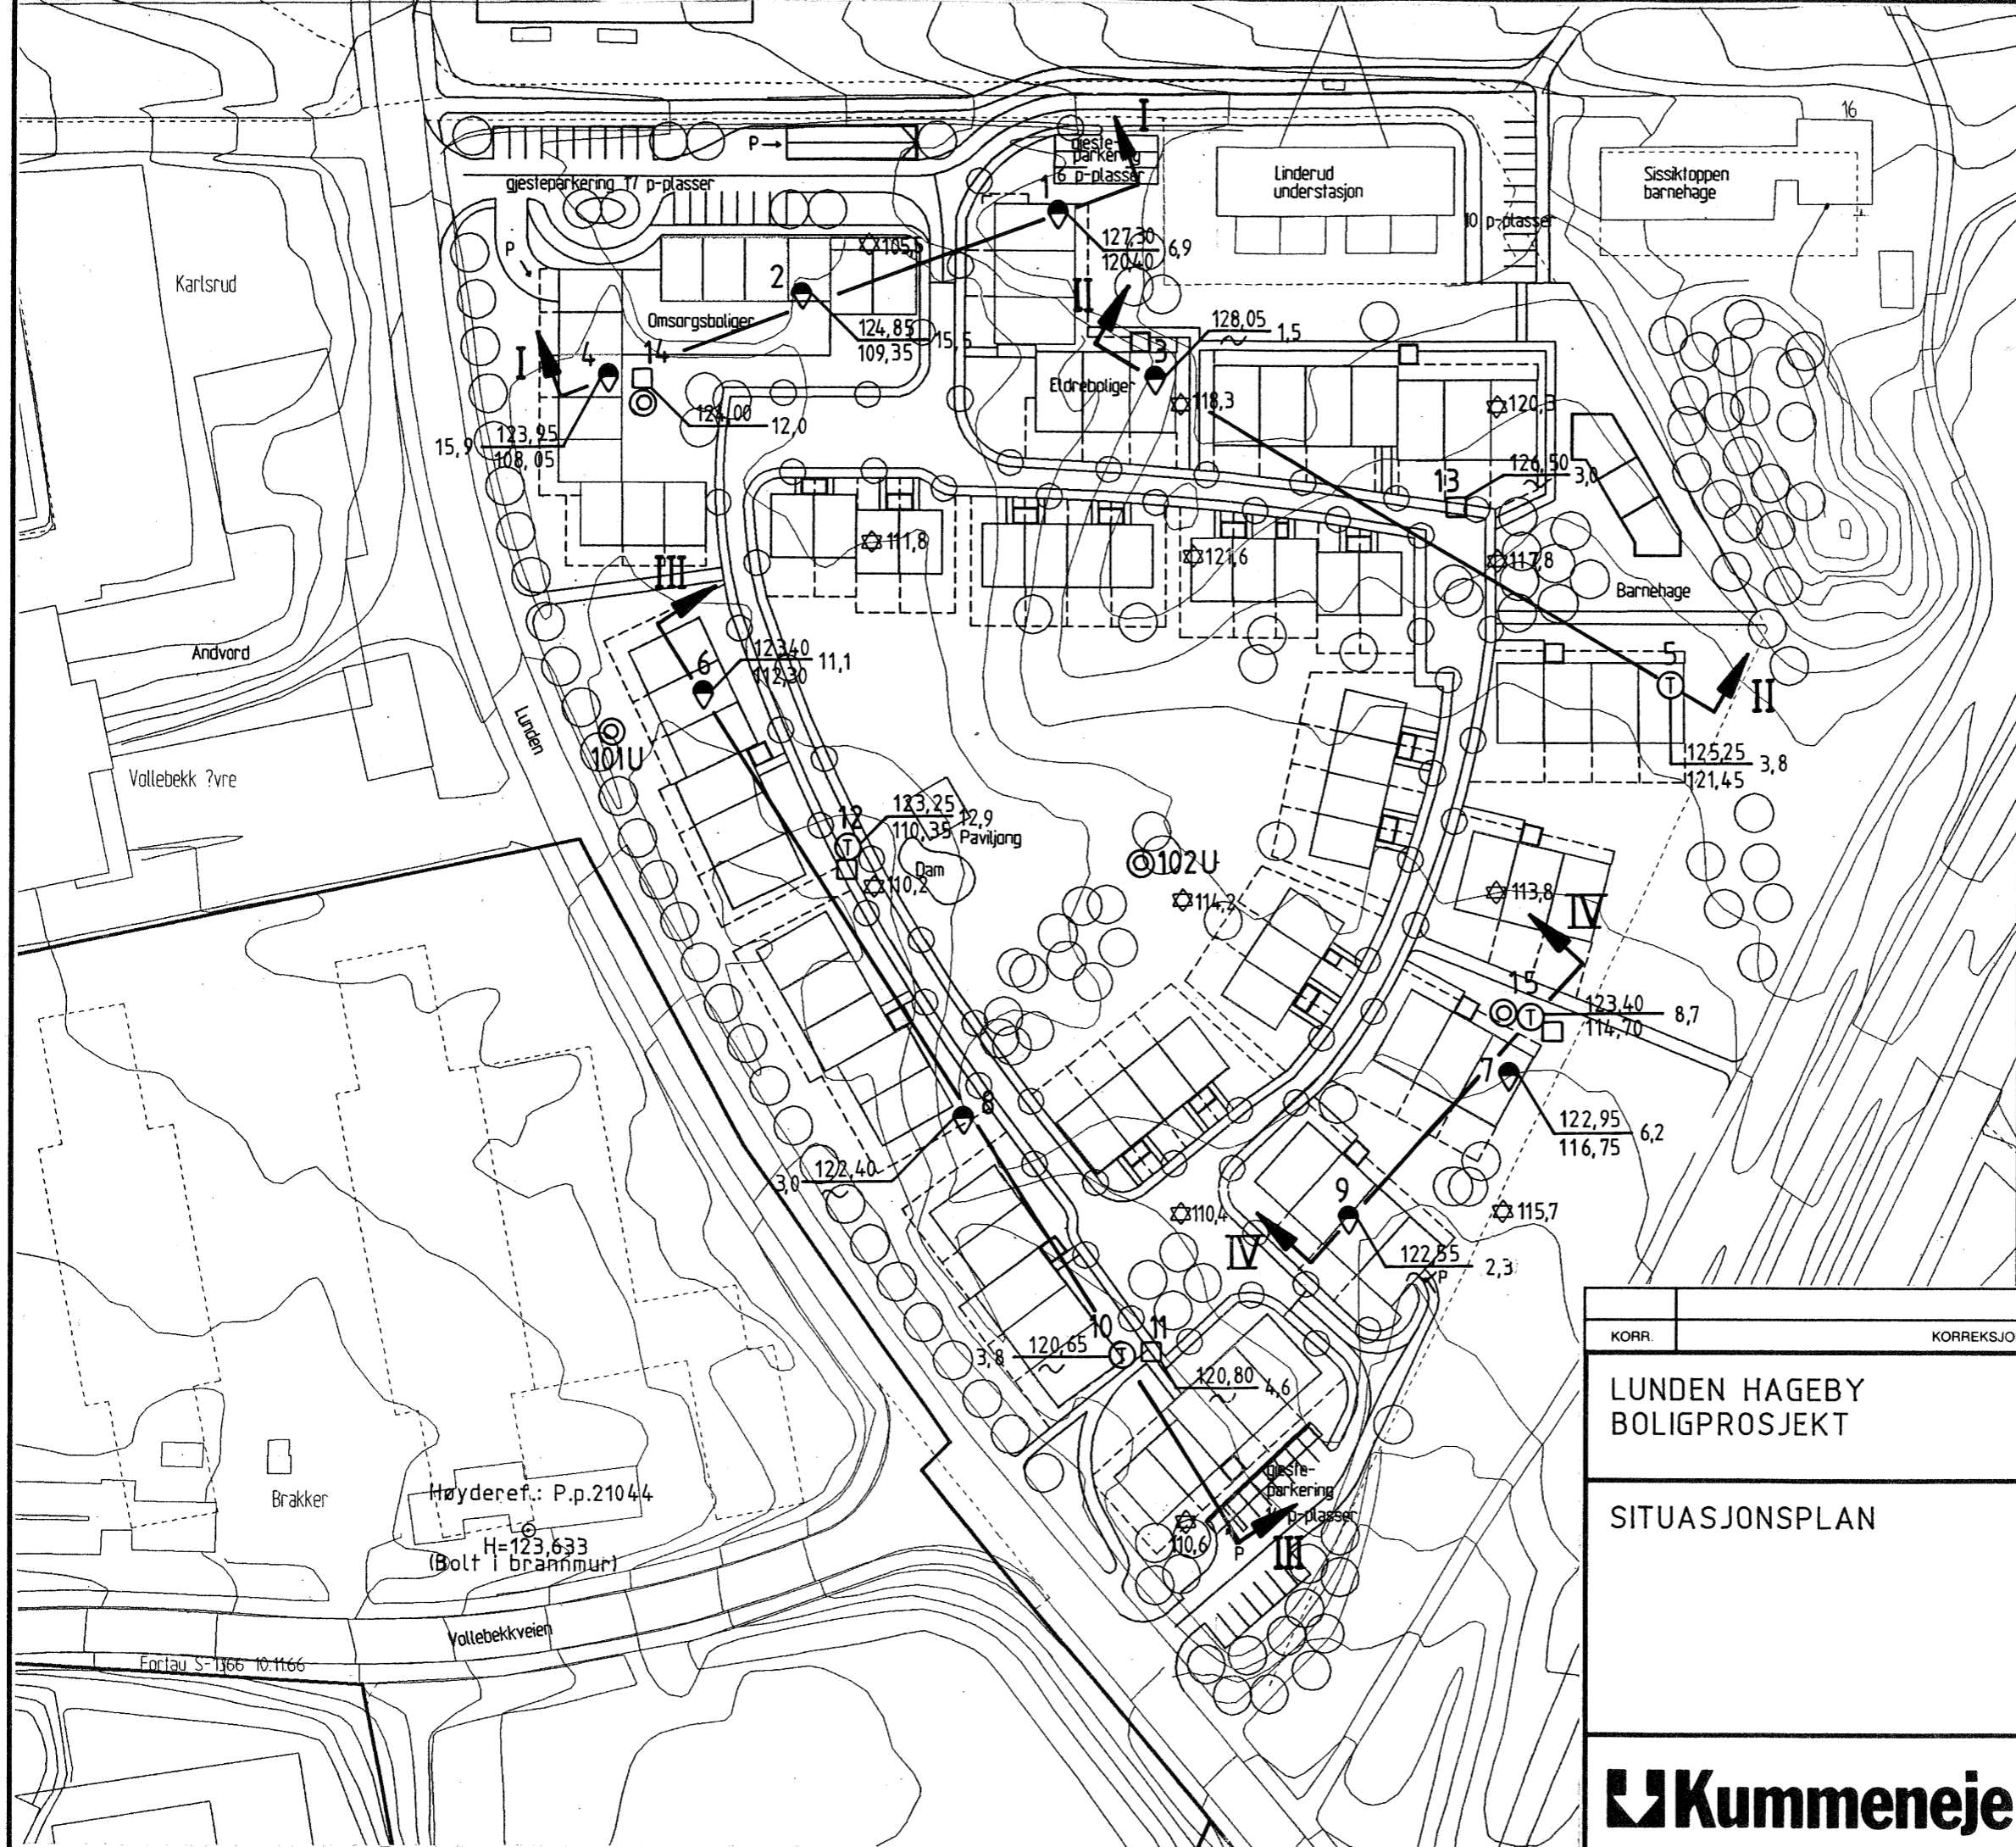 16
I
gjeste-
parkering
6 p-plasser
P→
gjesteparkering 17 p-plasser
Linderud
understasjon
Sissiktoppen
barnehage
10 p-plasser
1
127,30
120,40
6,9
P
105,5
Karlsrud
2
Omsorgsboliger
124,85
109,35
15,5
II
128,05
1,5
3
Eldreboliger
I
4
14
118,3
120,3
124,00
12,0
15,9
123,95
108,05
13
126,50
3,0
111,8
121,6
117,8
III
Barnehage
Andvord
6
123,40
112,30
11,1
5
II
Lunden
101U
125,25
121,45
3,8
Vollebekk ?vre
12
123,25
110,35
12,9
Paviljong
Dam
110,2
102U
114,2
113,8
IV
15
123,40
114,70
8,7
7
8
122,95
116,75
6,2
3,0
122,40
9
110,4
115,7
IV
122,55
2,3
P
10
11
3,8
120,65
120,80
4,6
KORR.
KORREKSJO
LUNDEN HAGEBY
BOLIGPROSJEKT
gjeste-
parkering
p-plasser
Brakker
Høyderef.: P.p.21044
H=123,633
(Bolt i brannmur)
110,6
P
III
SITUASJONSPLAN
Vollebekkveien
Fortau S-1366 10.11.66
Kummeneje